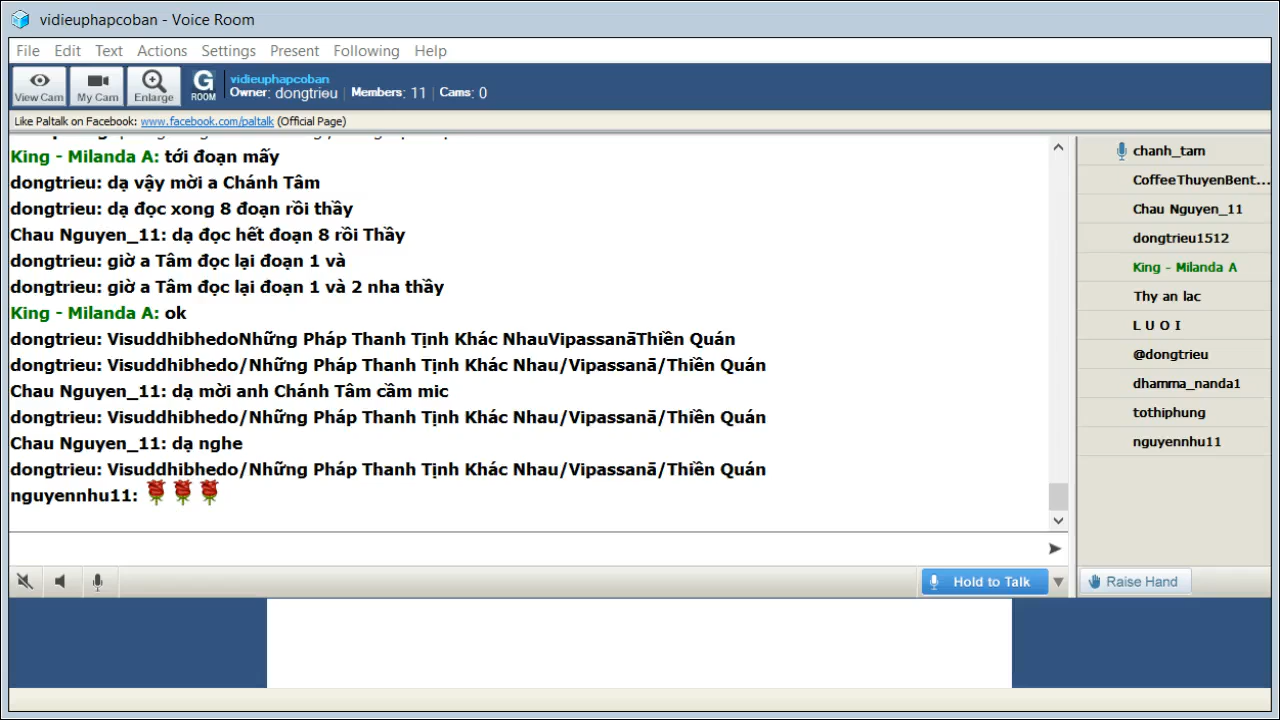 vidieuphapcoban - Voice Room
File Edit Text Actions Settings Present Following Help
View Cam My Cam Enlarge G ROOM
vidieuphapcoban
Owner: dongtrieu | Members: 11 | Cams: 0
Like Paltalk on Facebook: www.facebook.com/paltalk (Official Page)
King - Milanda A: tới đoạn mấy
dongtrieu: dạ vậy mời a Chánh Tâm
dongtrieu: dạ đọc xong 8 đoạn rồi thầy
Chau Nguyen_11: dạ đọc hết đoạn 8 rồi Thầy
dongtrieu: giờ a Tâm đọc lại đoạn 1 và
dongtrieu: giờ a Tâm đọc lại đoạn 1 và 2 nha thầy
King - Milanda A: ok
dongtrieu: VisuddhibhedoNhững Pháp Thanh Tịnh Khác NhauVipassanāThiền Quán
dongtrieu: Visuddhibhedo/Những Pháp Thanh Tịnh Khác Nhau/Vipassanā/Thiền Quán
Chau Nguyen_11: dạ mời anh Chánh Tâm cầm mic
dongtrieu: Visuddhibhedo/Những Pháp Thanh Tịnh Khác Nhau/Vipassanā/Thiền Quán
Chau Nguyen_11: dạ nghe
dongtrieu: Visuddhibhedo/Những Pháp Thanh Tịnh Khác Nhau/Vipassanā/Thiền Quán
nguyennhu11:
chanh_tam
CoffeeThuyenBent...
Chau Nguyen_11
dongtrieu1512
King - Milanda A
Thy an lac
L U O I
@dongtrieu
dhamma_nanda1
tothiphung
nguyennhu11
Hold to Talk
Raise Hand